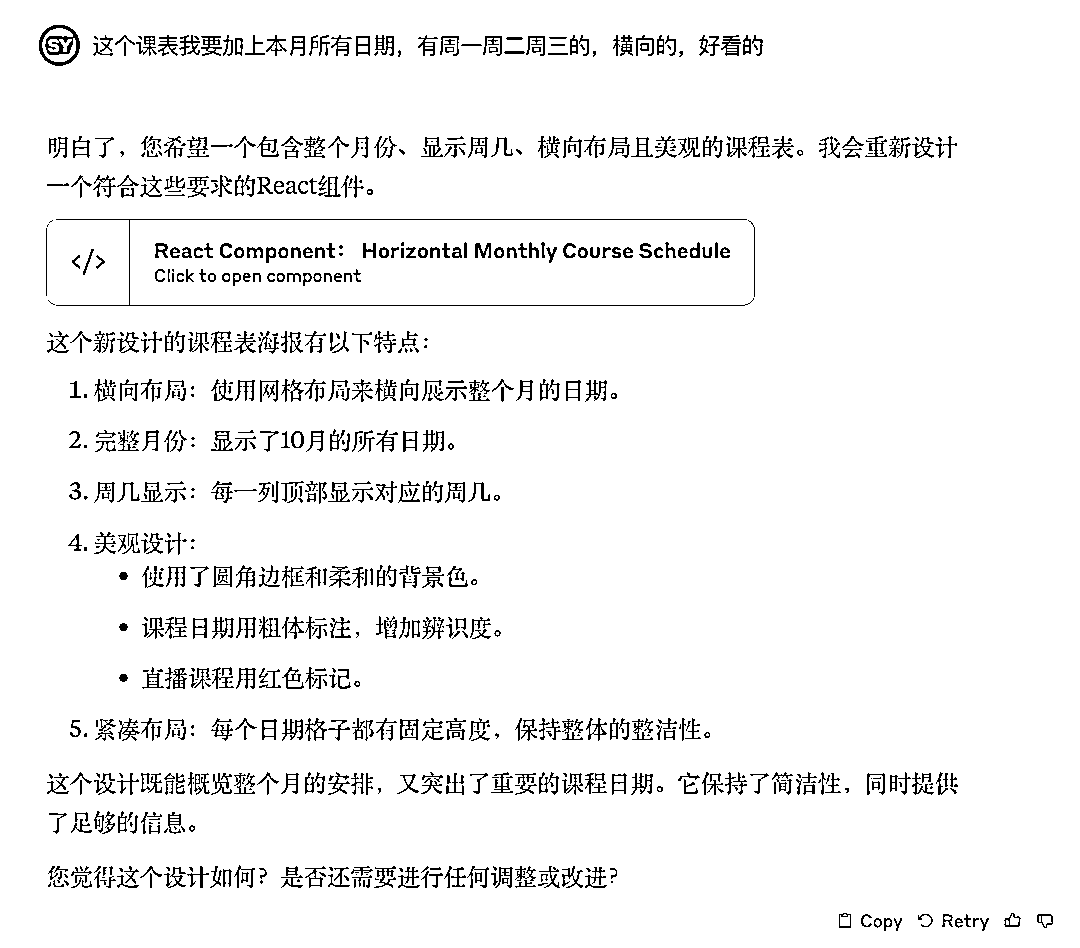 SY 这个课表我要加上本月所有日期，有周一周二周三的，横向的，好看的
明白了，您希望一个包含整个月份、显示周几、横向布局且美观的课程表。我会重新设计
一个符合这些要求的React组件。
</> React Component： Horizontal Monthly Course Schedule
Click to open component
这个新设计的课程表海报有以下特点：
1. 横向布局：使用网格布局来横向展示整个月的日期。
2. 完整月份：显示了10月的所有日期。
3. 周几显示：每一列顶部显示对应的周几。
4. 美观设计：
• 使用了圆角边框和柔和的背景色。
• 课程日期用粗体标注，增加辨识度。
• 直播课程用红色标记。
5. 紧凑布局：每个日期格子都有固定高度，保持整体的整洁性。
这个设计既能概览整个月的安排，又突出了重要的课程日期。它保持了简洁性，同时提供
了足够的信息。
您觉得这个设计如何？是否还需要进行任何调整或改进？
Copy Retry